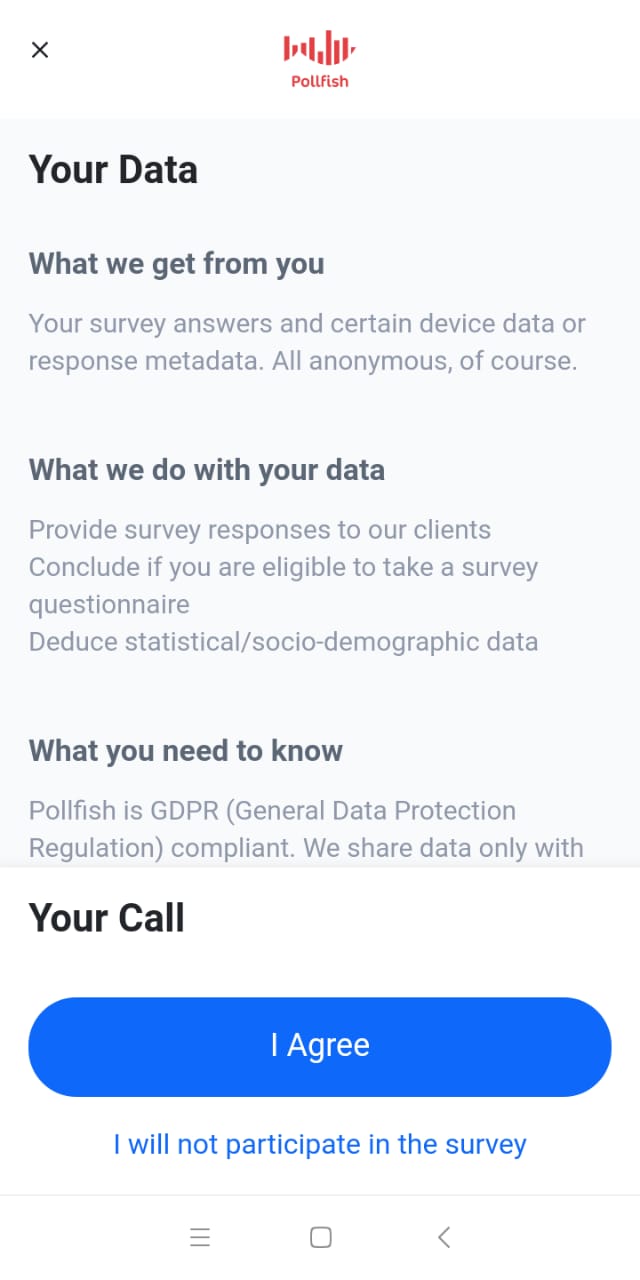 Pollfish
Your Data
What we get from you
Your survey answers and certain device data or
response metadata. All anonymous, of course.
What we do with your data
Provide survey responses to our clients
Conclude if you are eligible to take a survey
questionnaire
Deduce statistical/socio-demographic data
What you need to know
Pollfish is GDPR (General Data Protection
Regulation) compliant. We share data only with
Your Call
I Agree
I will not participate in the survey